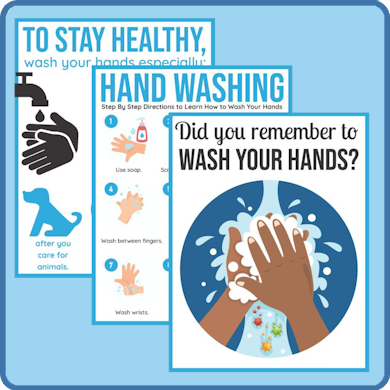 TO STAY HEALTHY,
wash your hands especially:
after you
care for
animals.
HAND WASHING
Step By Step Directions to Learn How to Wash Your Hands
1
Use soap.
4
Wash between fingers.
7
Wash wrists.
Did you remember to
WASH YOUR HANDS?